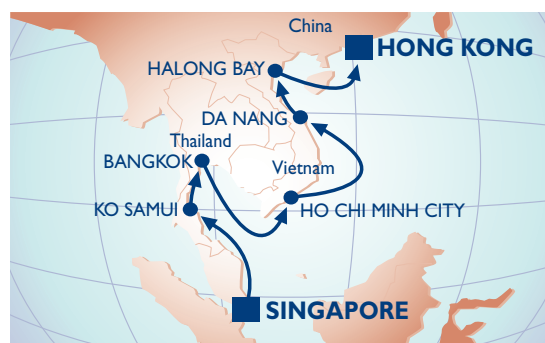 China
HONG KONG
HALONG BAY
DA NANG
Thailand
BANGKOK
Vietnam
KO SAMUI
HO CHI MINH CITY
SINGAPORE